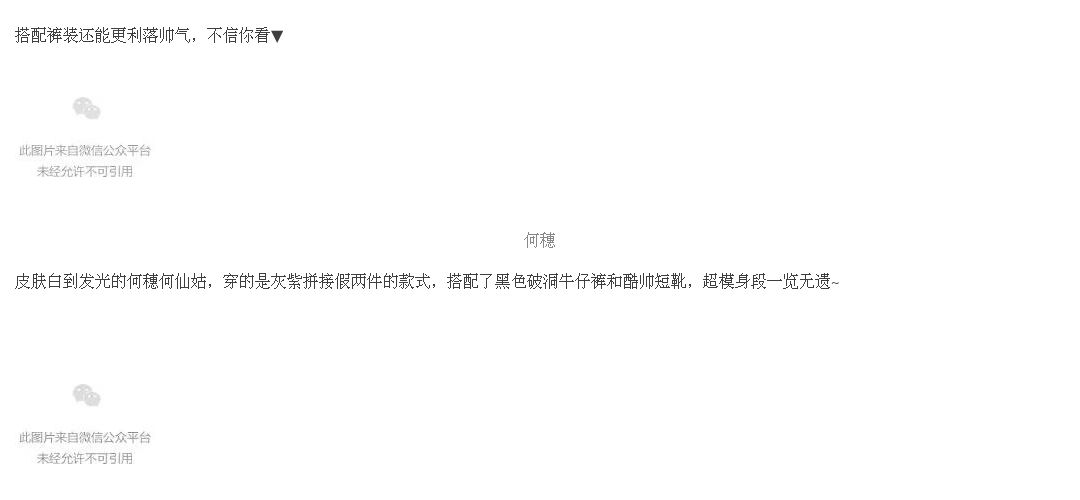 搭配裤装还能更利落帅气，不信你看▼
此图片来自微信公众平台
未经允许不可引用
何穗
皮肤白到发光的何穗何仙姑，穿的是灰紫拼接假两件的款式，搭配了黑色破洞牛仔裤和酷帅短靴，超模身段一览无遗~
此图片来自微信公众平台
未经允许不可引用